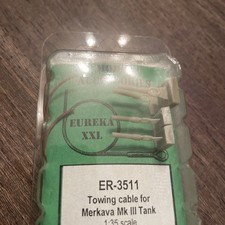 EUREKA
XXL
ER-3511
Towing cable for
Merkava Mk III Tank
1:35 scale